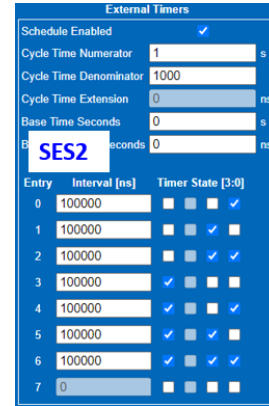 External Timers
Schedule Enabled
Cycle Time Numerator 1 s
Cycle Time Denominator 1000
Cycle Time Extension 0 ns
Base Time Seconds 0 s
B SES2 econds 0 ns
Entry Interval [ns] Timer State [3:0]
0 100000
1 100000
2 100000
3 100000
4 100000
5 100000
6 100000
7 0